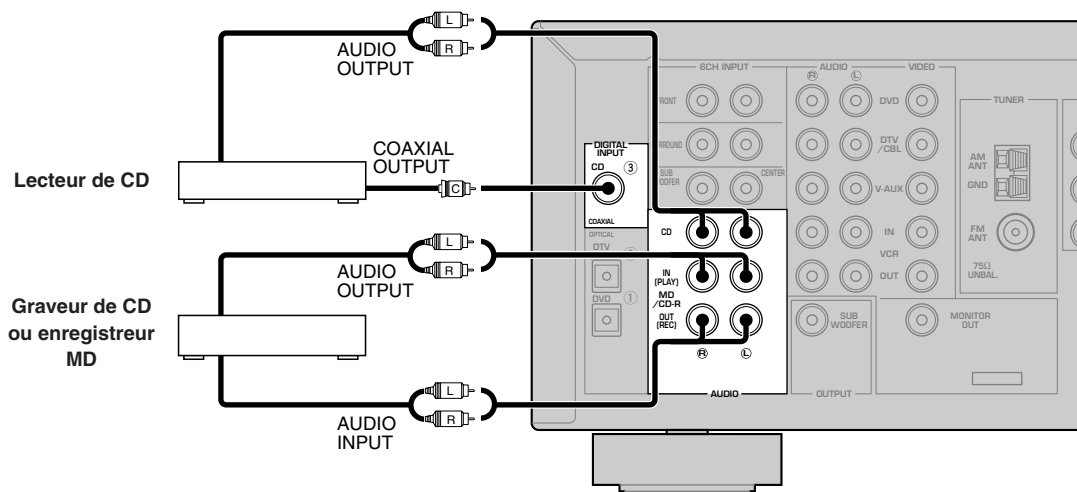 L
R
AUDIO
OUTPUT
COAXIAL
OUTPUT
C
Lecteur de CD
L
R
AUDIO
OUTPUT
Graveur de CD
ou enregistreur
MD
L
R
AUDIO
INPUT
6CH INPUT
AUDIO
VIDEO
R
L
FRONT
DVD
TUNER
DIGITAL
INPUT
CD
③
SURROUND
DTV
/CBL
AM
ANT
SUB
WOOFER
CENTER
V-AUX
GND
COAXIAL
OPTICAL
DTV
CD
IN
VCR
FM
ANT
DVD
①
IN
(PLAY)
OUT
75Ω
UNBAL.
MD
/CD-R
OUT
(REC)
SUB
WOOFER
MONITOR
OUT
R
L
AUDIO
OUTPUT